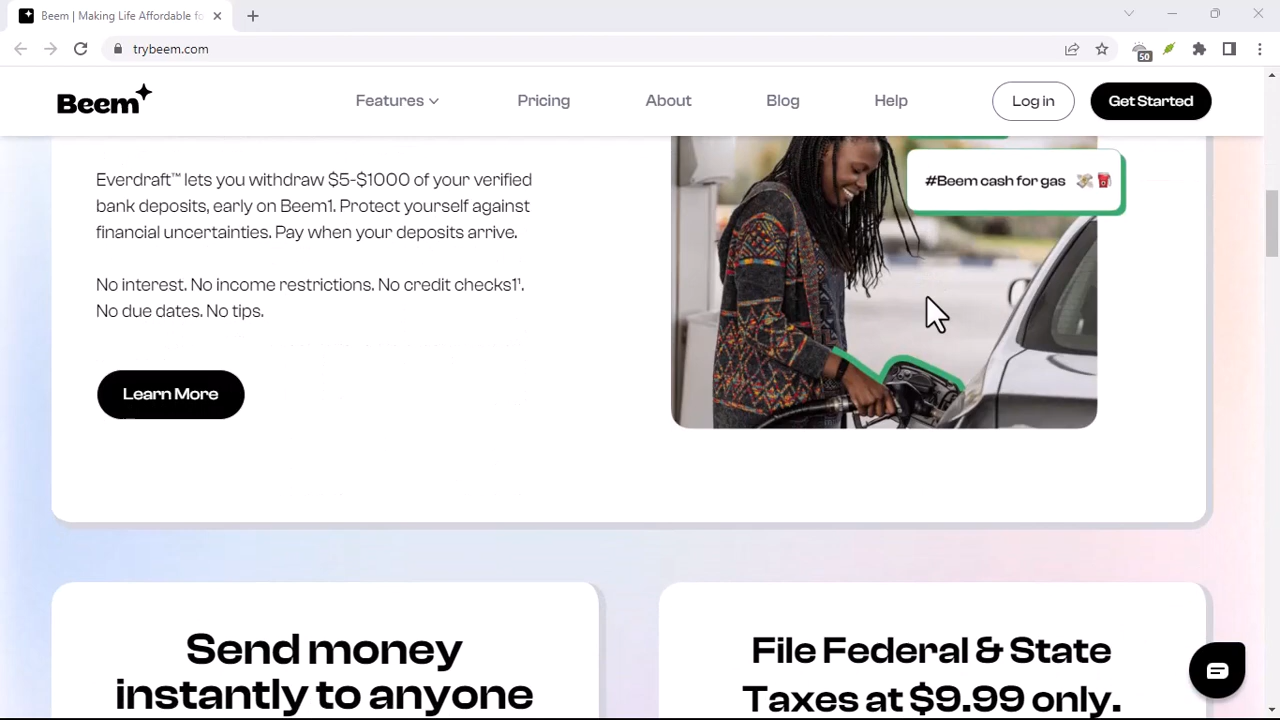 Beem | Making Life Affordable fo
trybeem.com
50
Beem
Features
Pricing
About
Blog
Help
Log in
Get Started
#Beem cash for gas
Everdraft™ lets you withdraw $5-$1000 of your verified
bank deposits, early on Beem1. Protect yourself against
financial uncertainties. Pay when your deposits arrive.
No interest. No income restrictions. No credit checks1¹.
No due dates. No tips.
Learn More
Send money
instantly to anyone
File Federal & State
Taxes at $9.99 only.